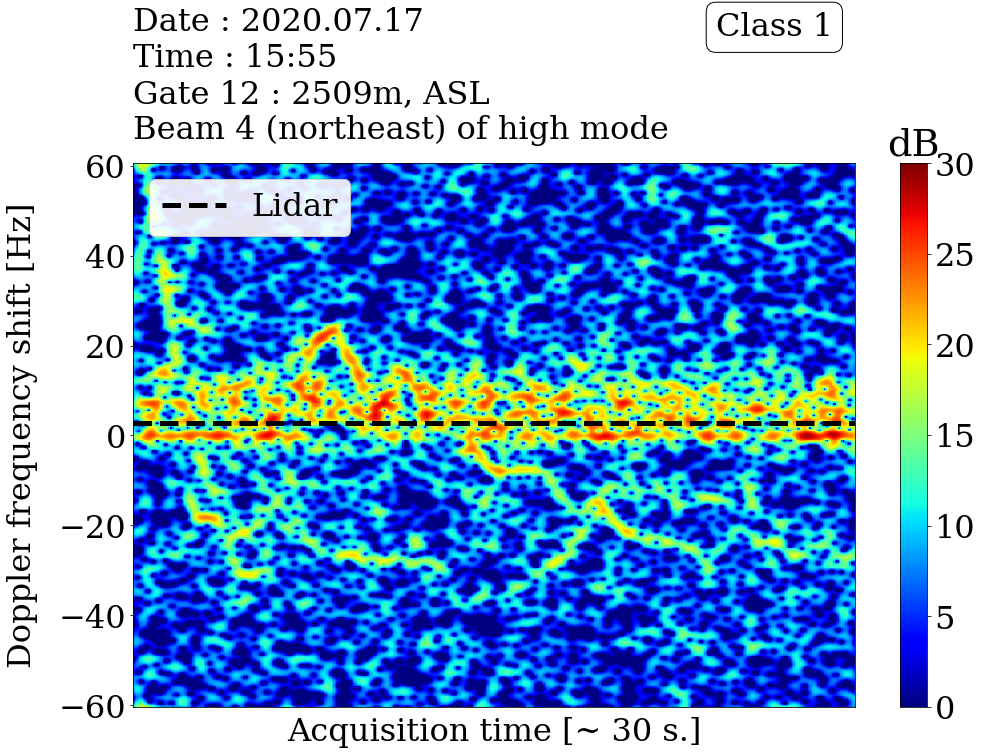 Date : 2020.07.17
Class 1
Time : 15:55
Gate 12 : 2509m, ASL
Beam 4 (northeast) of high mode
dB
60
40
20
0
−20
−40
−60
Doppler frequency shift [Hz]
Lidar
30
25
20
15
10
5
0
Acquisition time [~ 30 s.]